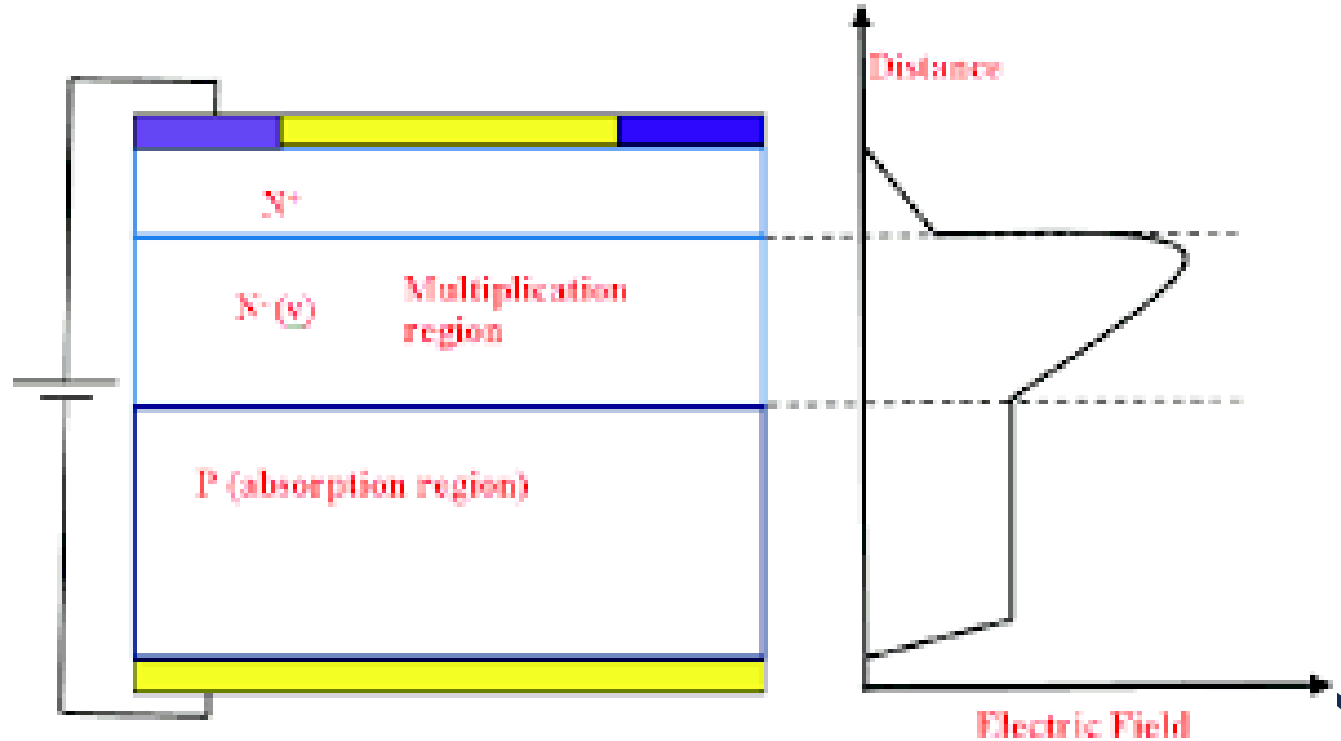 Distance
N⁺
N⁻(v)
Multiplication
region
P (absorption region)
Electric Field